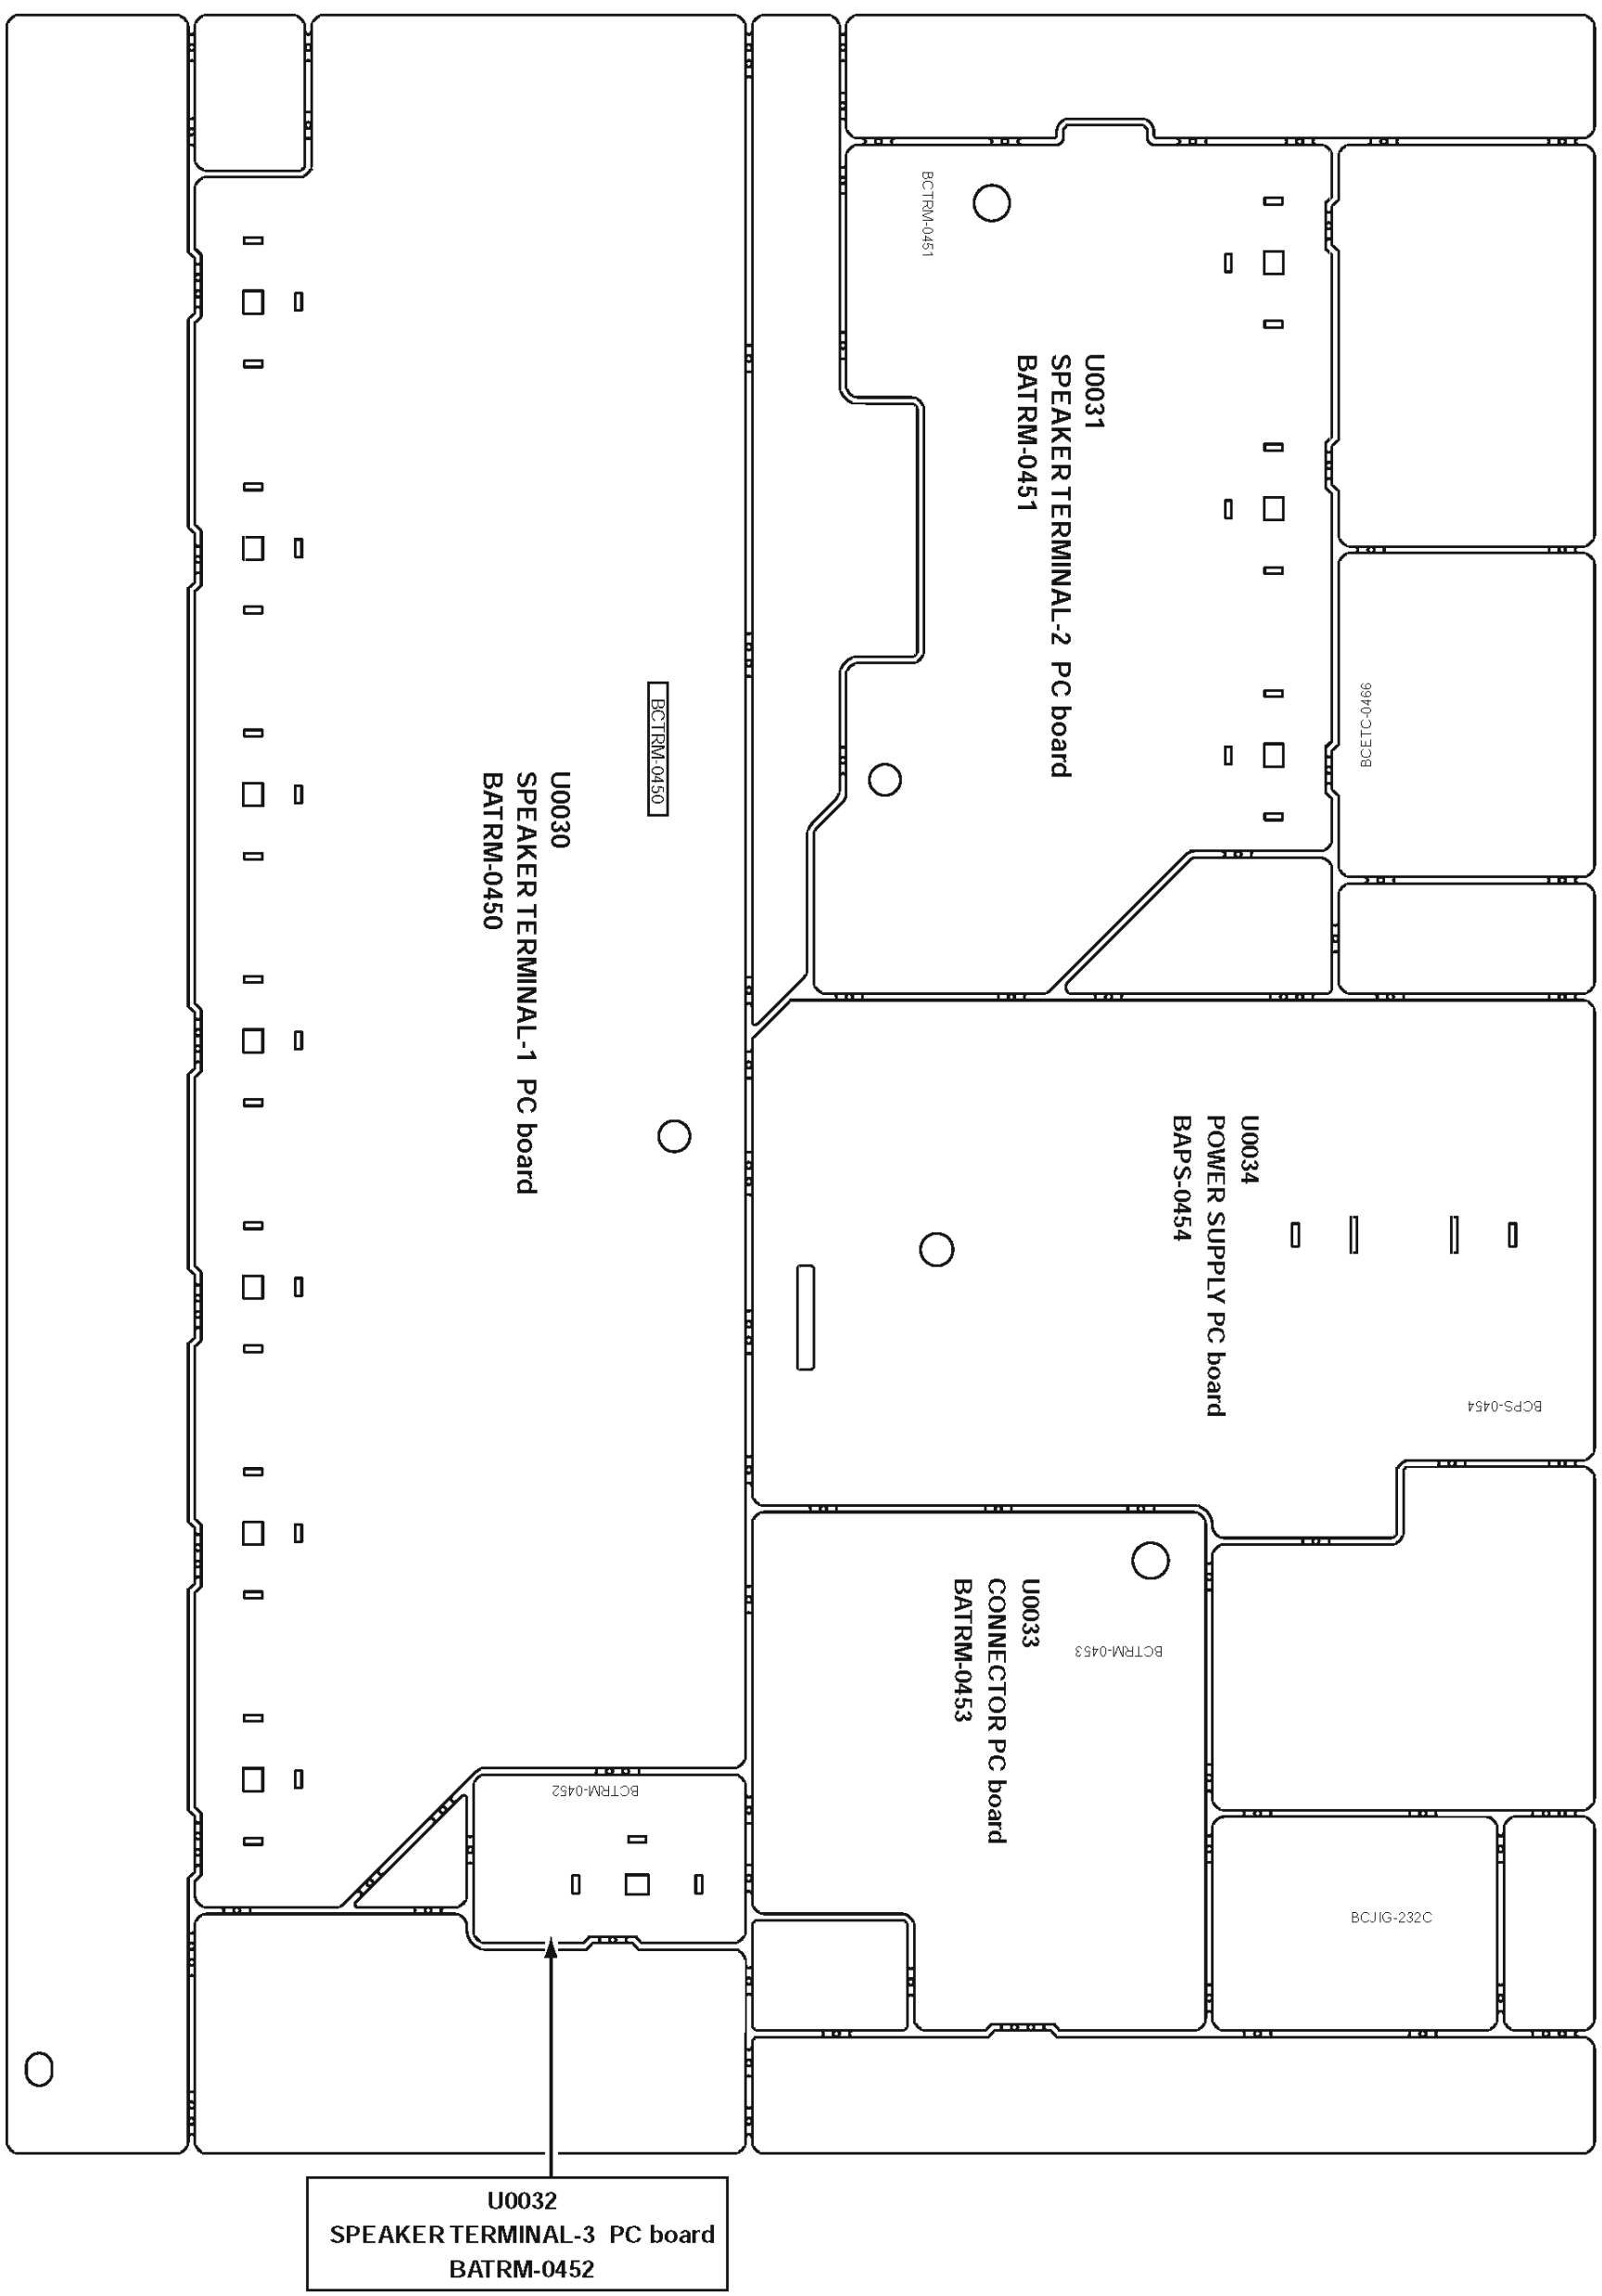 BCTRM-0451
U0031
SPEAKER TERMINAL-2 PC board
BATRM-0451
BCETC-0466
BCTRM-0450
U0030
SPEAKER TERMINAL-1 PC board
BATRM-0450
U0034
POWER SUPPLY PC board
BAPS-0454
BCPS-0454
U0033
CONNECTOR PC board
BATRM-0453
BCTRM-0453
BCTRM-0452
BCJIG-232C
U0032
SPEAKER TERMINAL-3 PC board
BATRM-0452